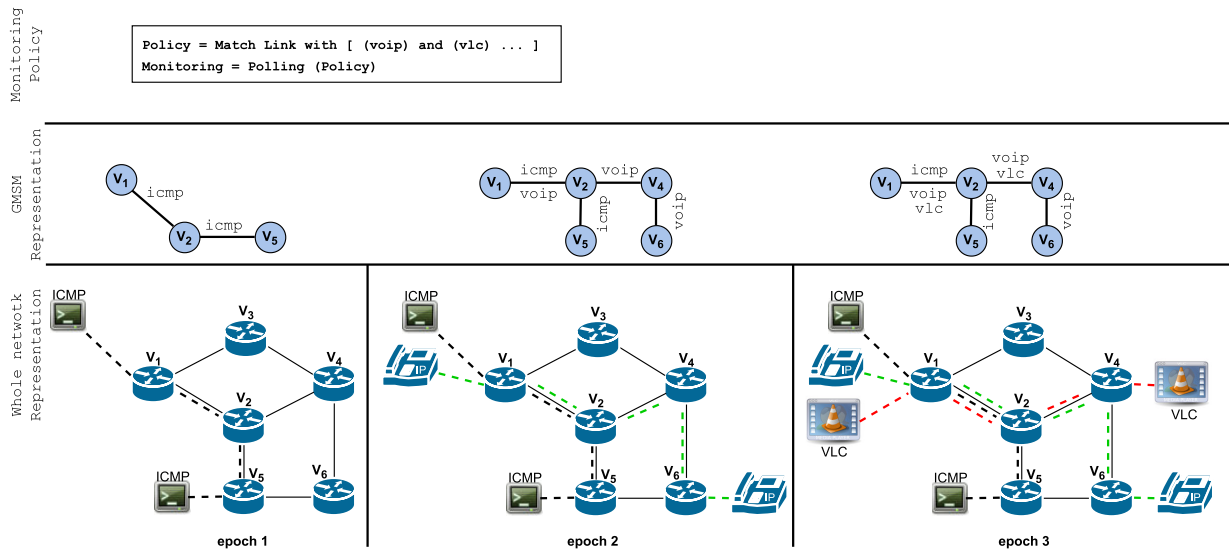 Monitoring
Policy
Policy = Match Link with [ (voip) and (vlc) ... ]
Monitoring = Polling (Policy)
GMSM
Representation
V1
icmp
V2
icmp
V5
V1
icmp
voip
V2
voip
V4
icmp
voip
V5
V6
V1
icmp
voip
vlc
V2
voip
vlc
V4
icmp
voip
V5
V6
Whole netwotk
Representation
ICMP
V3
V1
V4
V2
ICMP
V5
V6
epoch 1
ICMP
V3
IP
V1
V4
V2
ICMP
V5
V6
IP
epoch 2
ICMP
V3
IP
V1
V4
VLC
V2
VLC
ICMP
V5
V6
IP
epoch 3